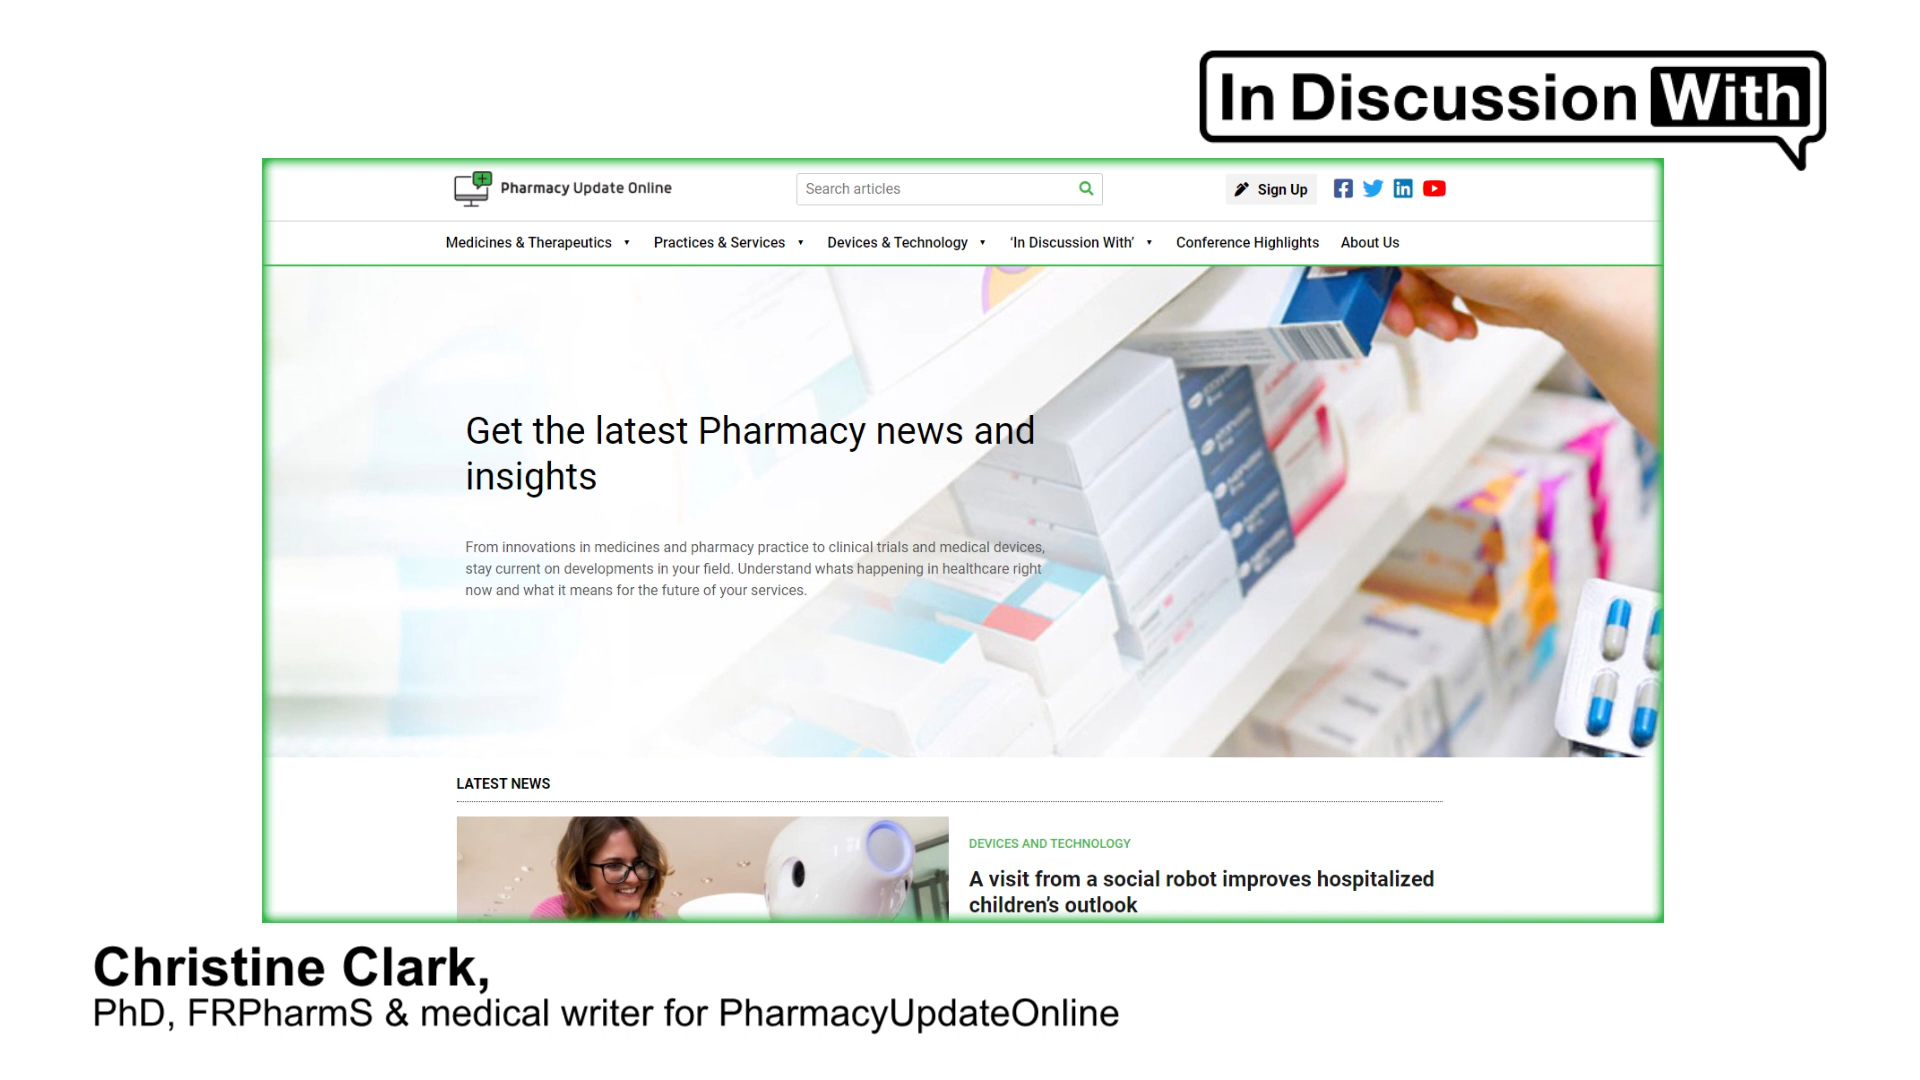 In Discussion With
Pharmacy Update Online
Search articles
Sign Up
Medicines & Therapeutics
Practices & Services
Devices & Technology
'In Discussion With'
Conference Highlights
About Us
Get the latest Pharmacy news and
insights
From innovations in medicines and pharmacy practice to clinical trials and medical devices,
stay current on developments in your field. Understand whats happening in healthcare right
now and what it means for the future of your services.
LATEST NEWS
DEVICES AND TECHNOLOGY
A visit from a social robot improves hospitalized
children's outlook
Christine Clark,
PhD, FRPharmS & medical writer for PharmacyUpdateOnline